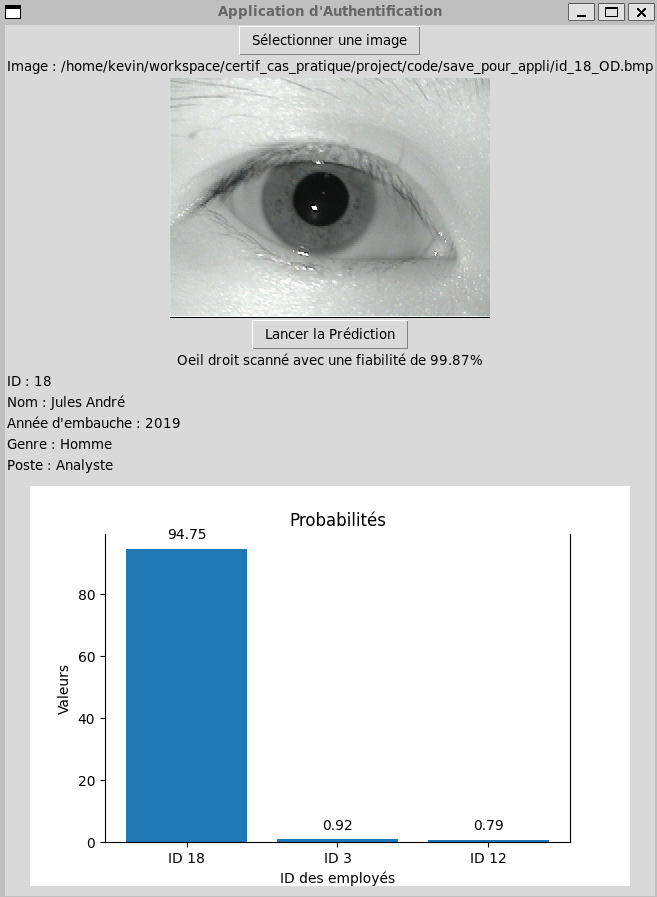 Application d'Authentification
Sélectionner une image
Image : /home/kevin/workspace/certif_cas_pratique/project/code/save_pour_appli/id_18_OD.bmp
Lancer la Prédiction
Oeil droit scanné avec une fiabilité de 99.87%
ID : 18
Nom : Jules André
Année d'embauche : 2019
Genre : Homme
Poste : Analyste
Probabilités
94.75
80
60
Valeurs
40
20
0.92
0.79
0
ID 18
ID 3
ID 12
ID des employés